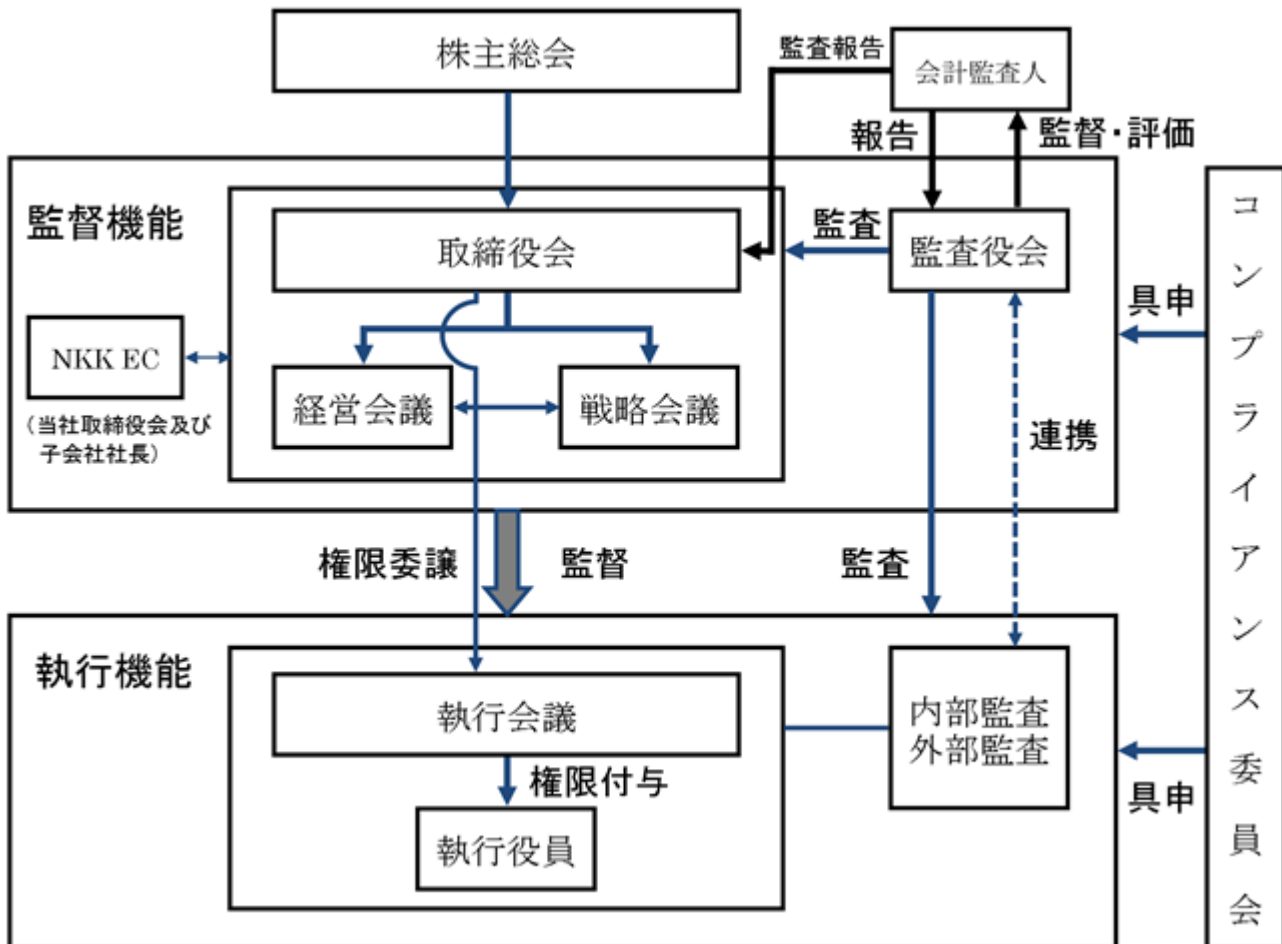 株主総会
監査報告
会計監査人
報告
監督・評価
監督機能
取締役会
監査
監査役会
具申
NKK EC
(当社取締役会及び
子会社社長)
経営会議
戦略会議
連携
権限委譲
監督
監査
執行機能
執行会議
内部監査
外部監査
権限付与
執行役員
具申
コンプライアンス委員会